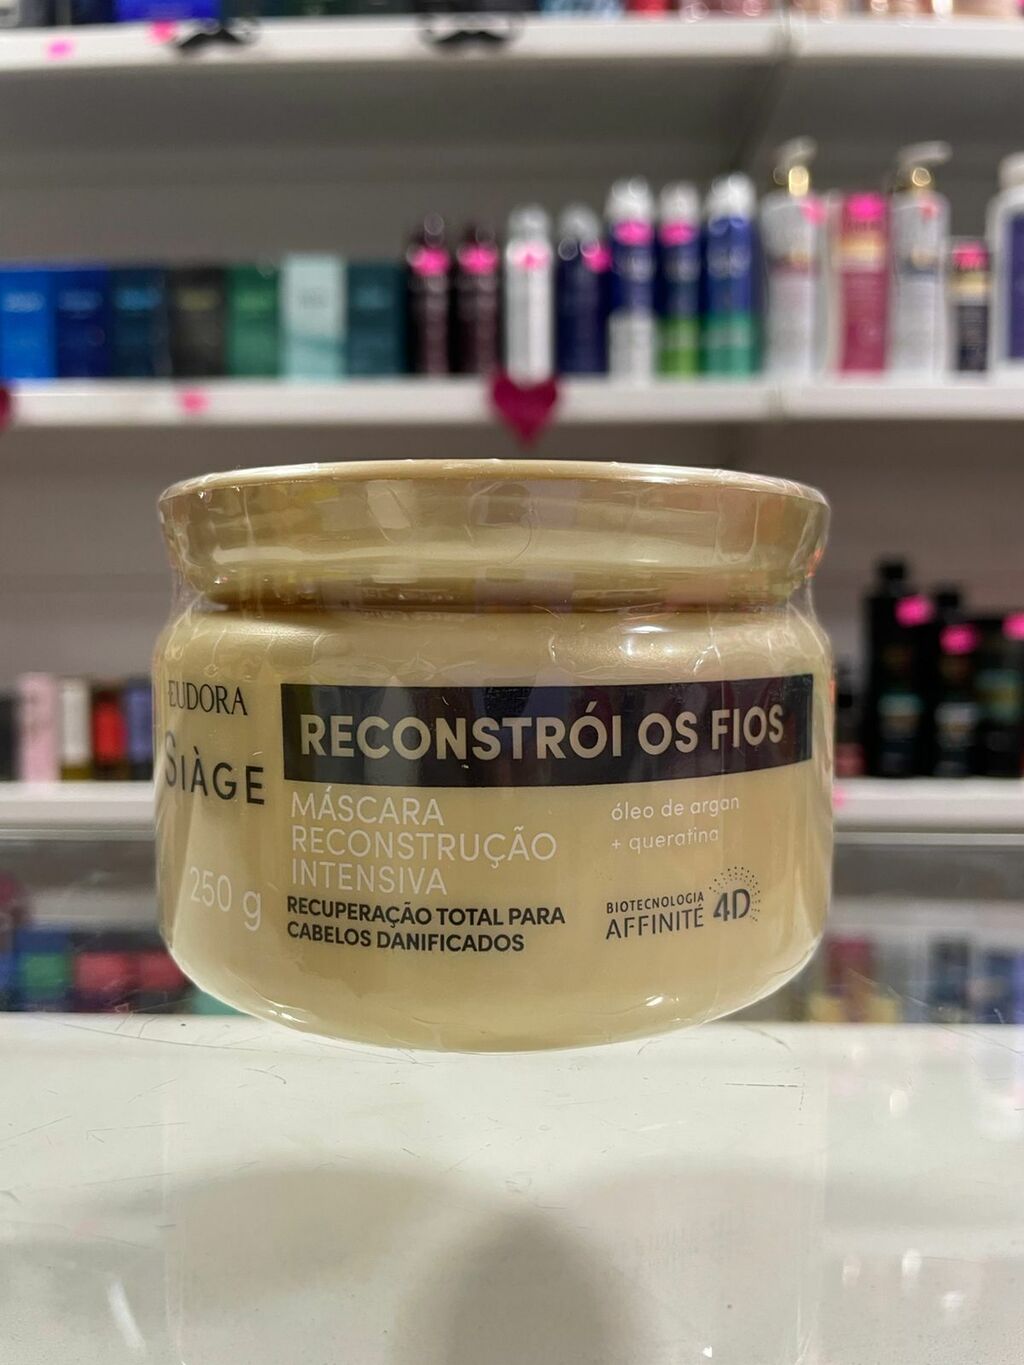 EUDORA
SIÀGE
250 g
RECONSTRÓI OS FIOS
MÁSCARA
RECONSTRUÇÃO
INTENSIVA
RECUPERAÇÃO TOTAL PARA
CABELOS DANIFICADOS
óleo de argan
+ queratina
BIOTECNOLOGIA
AFFINITÉ 4D